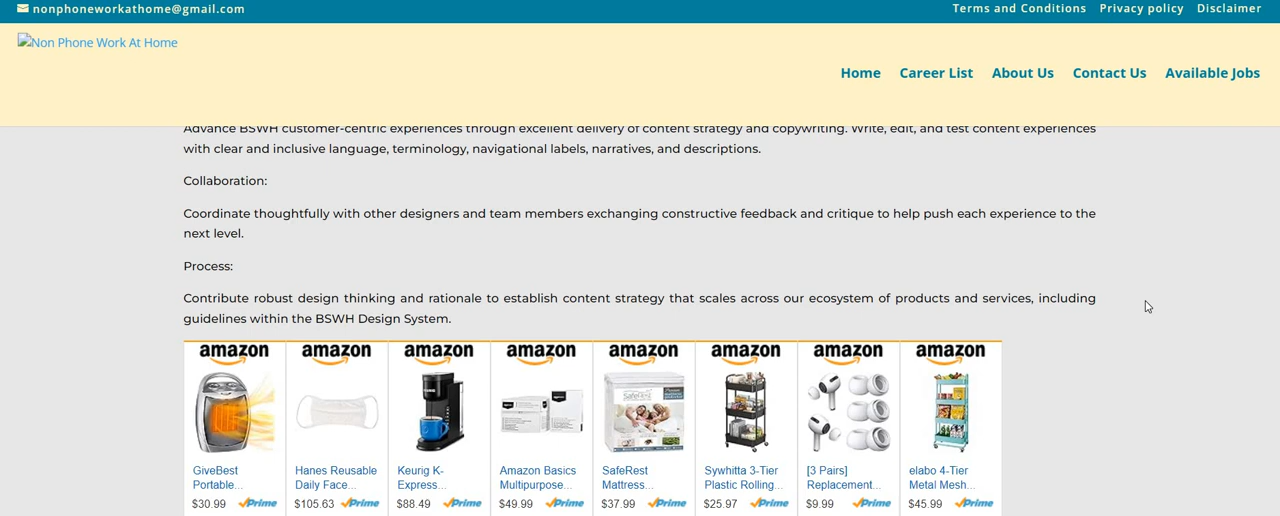 nonphoneworkathome@gmail.com
Terms and Conditions Privacy policy Disclaimer
Non Phone Work At Home
Home Career List About Us Contact Us Available Jobs
Advance BSWH customer-centric experiences through excellent delivery of content strategy and copywriting. Write, edit, and test content experiences
with clear and inclusive language, terminology, navigational labels, narratives, and descriptions.
Collaboration:
Coordinate thoughtfully with other designers and team members exchanging constructive feedback and critique to help push each experience to the
next level.
Process:
Contribute robust design thinking and rationale to establish content strategy that scales across our ecosystem of products and services, including
guidelines within the BSWH Design System.
amazon amazon amazon amazon amazon amazon amazon amazon
SafeRest
GiveBest
Portable...
$30.99 Prime
Hanes Reusable
Daily Face...
$105.63 Prime
Keurig K-
Express...
$88.49 Prime
Amazon Basics
Multipurpose...
$49.99 Prime
SafeRest
Mattress...
$37.99 Prime
Sywhitta 3-Tier
Plastic Rolling...
$25.97 Prime
[3 Pairs]
Replacement...
$9.99 Prime
elabo 4-Tier
Metal Mesh...
$45.99 Prime